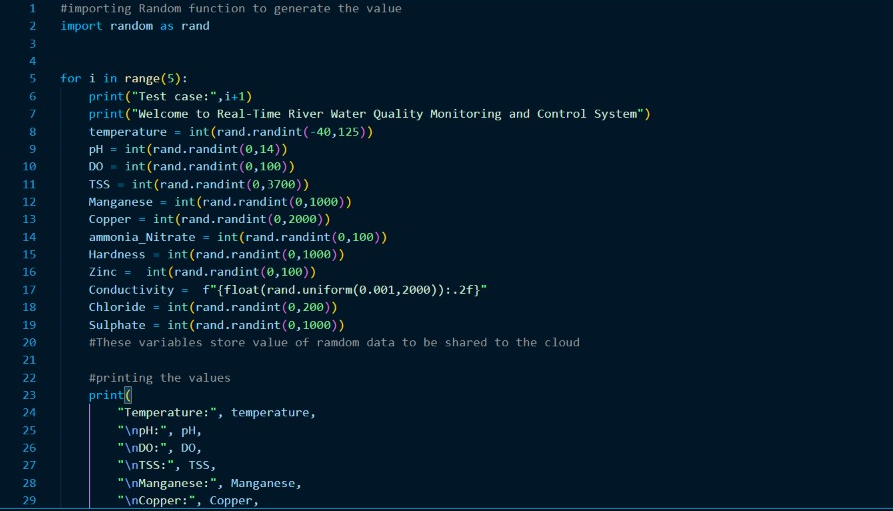 1 #importing Random function to generate the value
2 import random as rand
3
4
5 for i in range(5):
6 print("Test case:",i+1)
7 print("Welcome to Real-Time River Water Quality Monitoring and Control System")
8 temperature = int(rand.randint(-40,125))
9 pH = int(rand.randint(0,14))
10 DO = int(rand.randint(0,100))
11 TSS = int(rand.randint(0,3700))
12 Manganese = int(rand.randint(0,1000))
13 Copper = int(rand.randint(0,2000))
14 ammonia_Nitrate = int(rand.randint(0,100))
15 Hardness = int(rand.randint(0,1000))
16 Zinc =  int(rand.randint(0,100))
17 Conductivity =  f"{float(rand.uniform(0.001,2000)):.2f}"
18 Chloride = int(rand.randint(0,200))
19 Sulphate = int(rand.randint(0,1000))
20 #These variables store value of ramdom data to be shared to the cloud
21
22 #printing the values
23 print(
24 "Temperature:", temperature,
25 "\npH:", pH,
26 "\nDO:", DO,
27 "\nTSS:", TSS,
28 "\nManganese:", Manganese,
29 "\nCopper:", Copper,